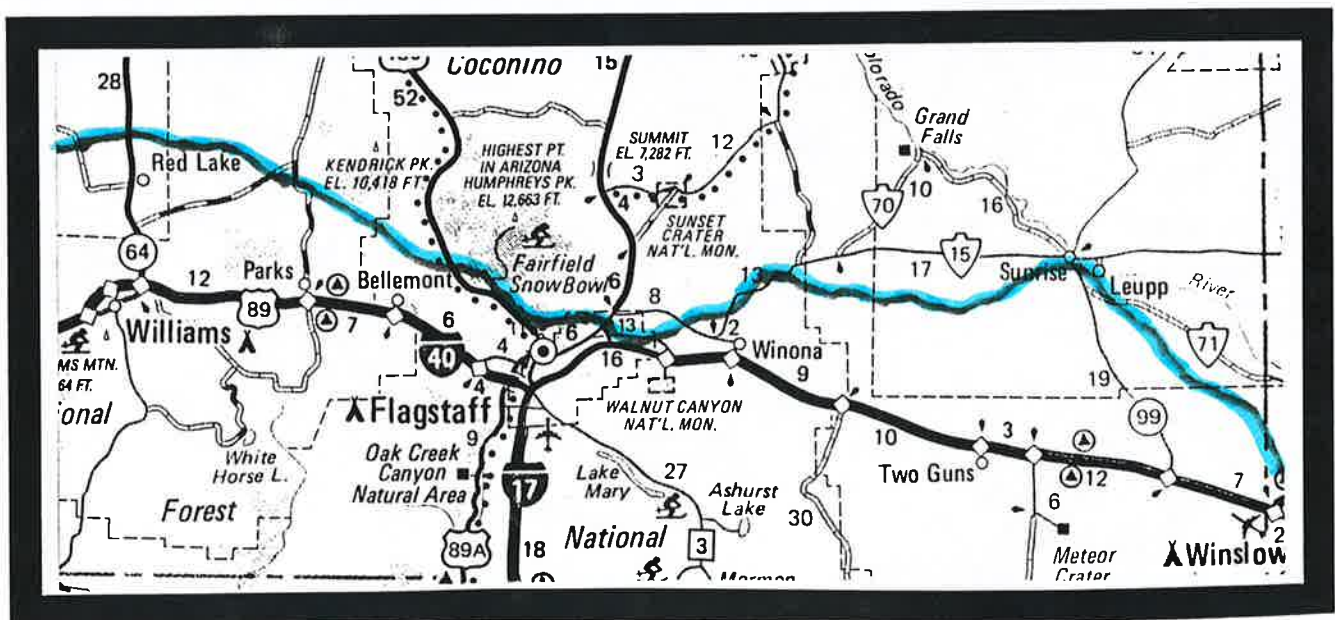 Coconino
15
28
52
Colorado
Grand
Falls
SUMMIT
EL. 7,282 FT.
12
HIGHEST PT.
IN ARIZONA
HUMPHREYS PK.
EL. 12,663 FT.
KENDRICK PK.
EL. 10,418 FT.
Red Lake
3
4
10
16
70
SUNSET
CRATER
NAT'L. MON.
15
17
64
12
Parks
Bellemont
Fairfield
SnowBowl
6
8
13
Sunrise
Leupp
River
71
89
7
6
40
4
4
6
13
16
2
Winona
9
Williams
MS MTN.
64 FT.
onal
Flagstaff
WALNUT CANYON
NAT'L. MON.
19
99
10
3
12
7
Two Guns
White
Horse L.
9
Oak Creek
Canyon
Natural Area
17
Lake
Mary
27
Ashurst
Lake
30
6
2
Forest
89A
18
National
3
Mormon
Meteor
Crater
Winslow